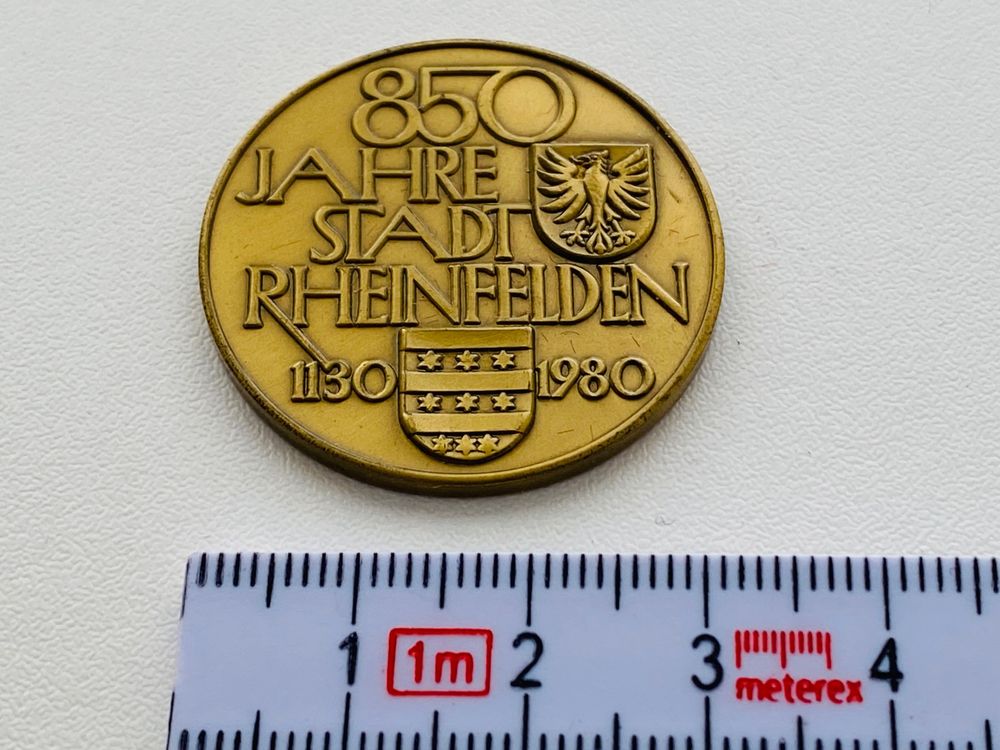 850
JAHRE
STADT
RHEINFELDEN
1130 1980
1 1m 2 3 4
meterex